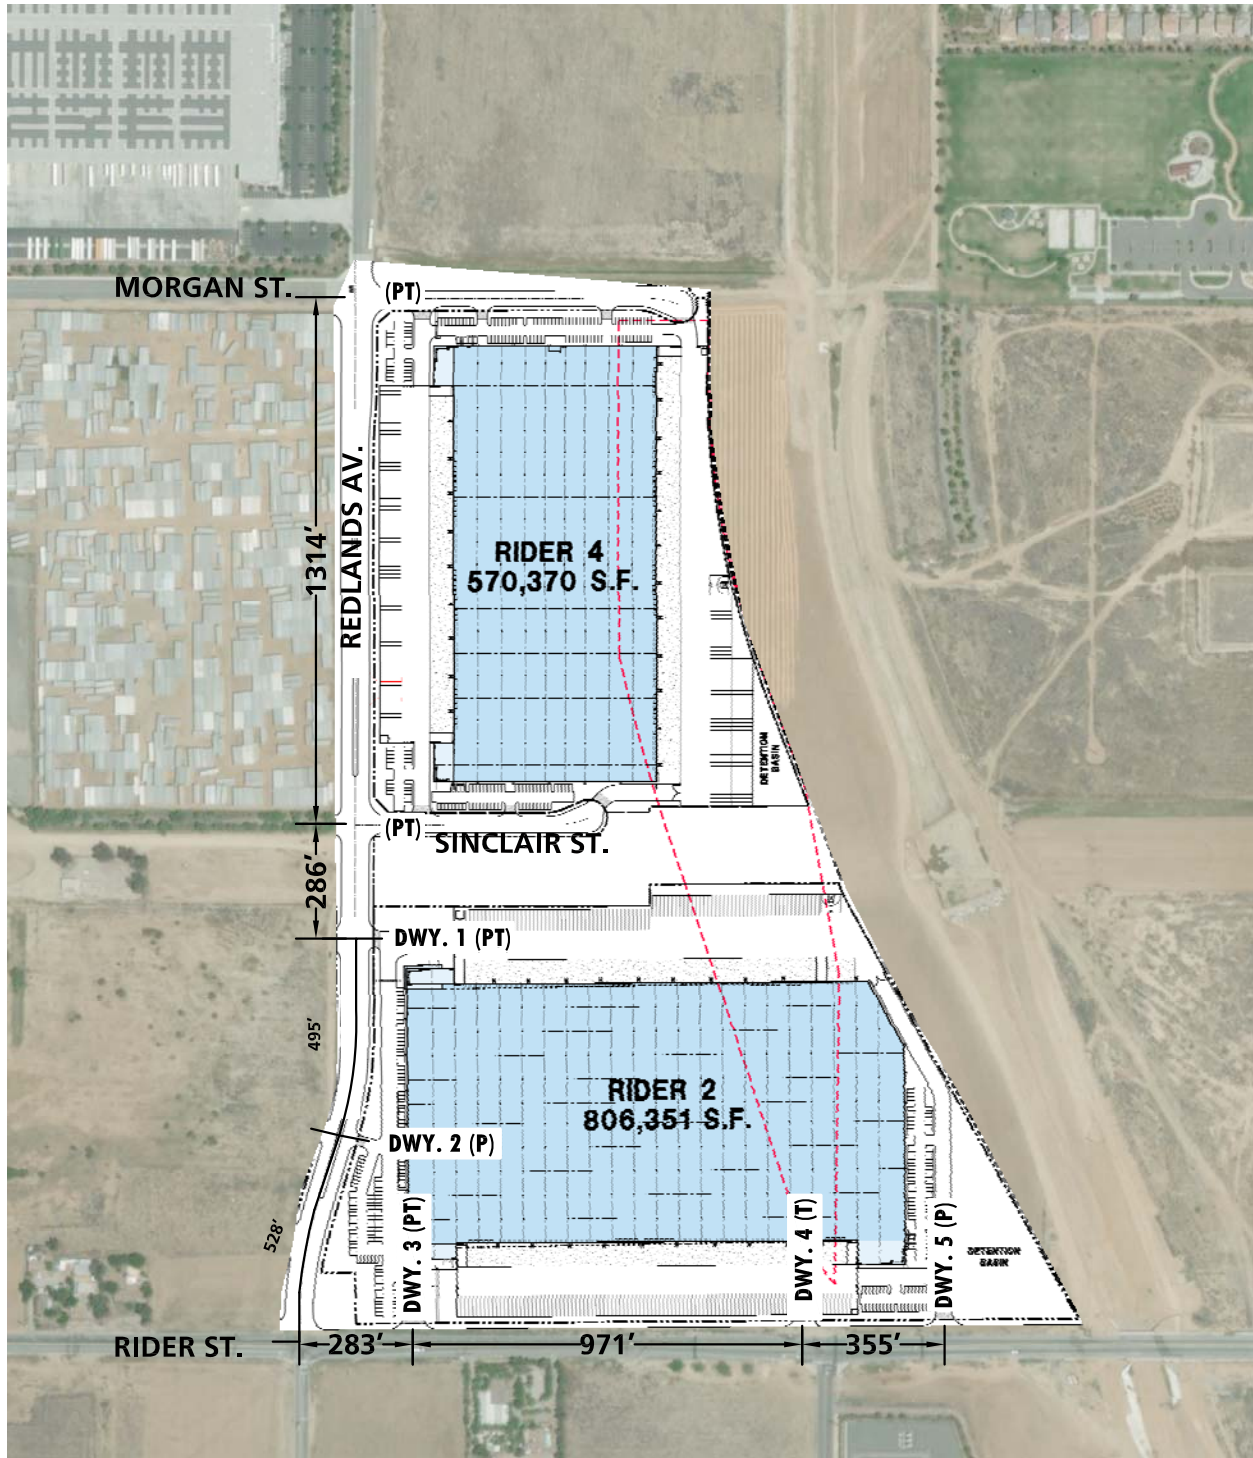 MORGAN ST.
(PT)
1314'
REDLANDS AV.
RIDER 4
570,370 S.F.
DETENTION
BASIN
(PT)
SINCLAIR ST.
286'
DWY. 1 (PT)
495'
RIDER 2
806,351 S.F.
DWY. 2 (P)
528'
DWY. 3 (PT)
DWY. 4 (T)
DWY. 5 (P)
DETENTION
BASIN
RIDER ST.
283'
971'
355'